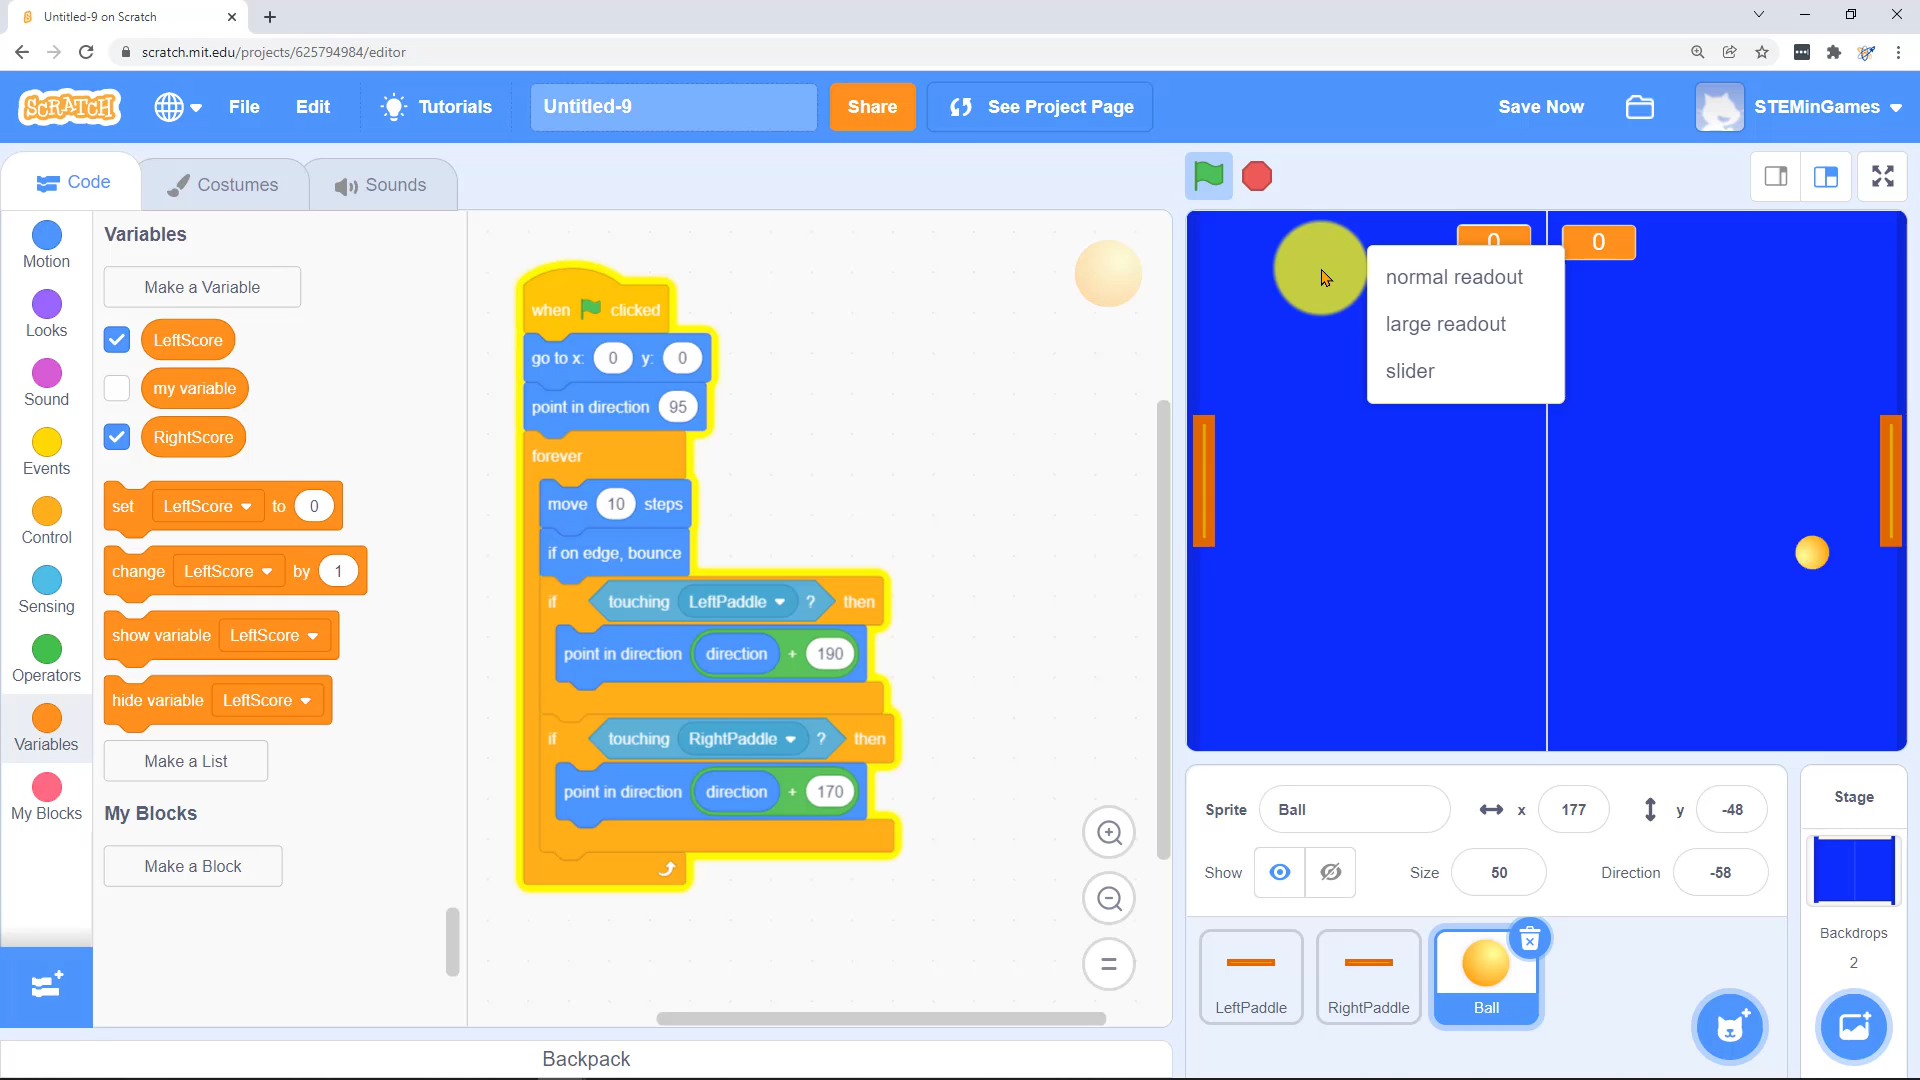 Untitled-9 on Scratch
scratch.mit.edu/projects/625794984/editor
SCRATCH
File
Edit
Tutorials
Untitled-9
Share
See Project Page
Save Now
STEMinGames
Code
Costumes
Sounds
Motion
Looks
Sound
Events
Control
Sensing
Operators
Variables
My Blocks
Variables
Make a Variable
LeftScore
my variable
RightScore
set LeftScore to 0
change LeftScore by 1
show variable LeftScore
hide variable LeftScore
Make a List
My Blocks
Make a Block
when clicked
go to x: 0 y: 0
point in direction 95
forever
move 10 steps
if on edge, bounce
if touching LeftPaddle ? then
point in direction direction + 190
if touching RightPaddle ? then
point in direction direction + 170
Backpack
0 0
normal readout
large readout
slider
Sprite Ball x 177 y -48
Show Size 50 Direction -58
LeftPaddle
RightPaddle
Ball
Stage
Backdrops
2